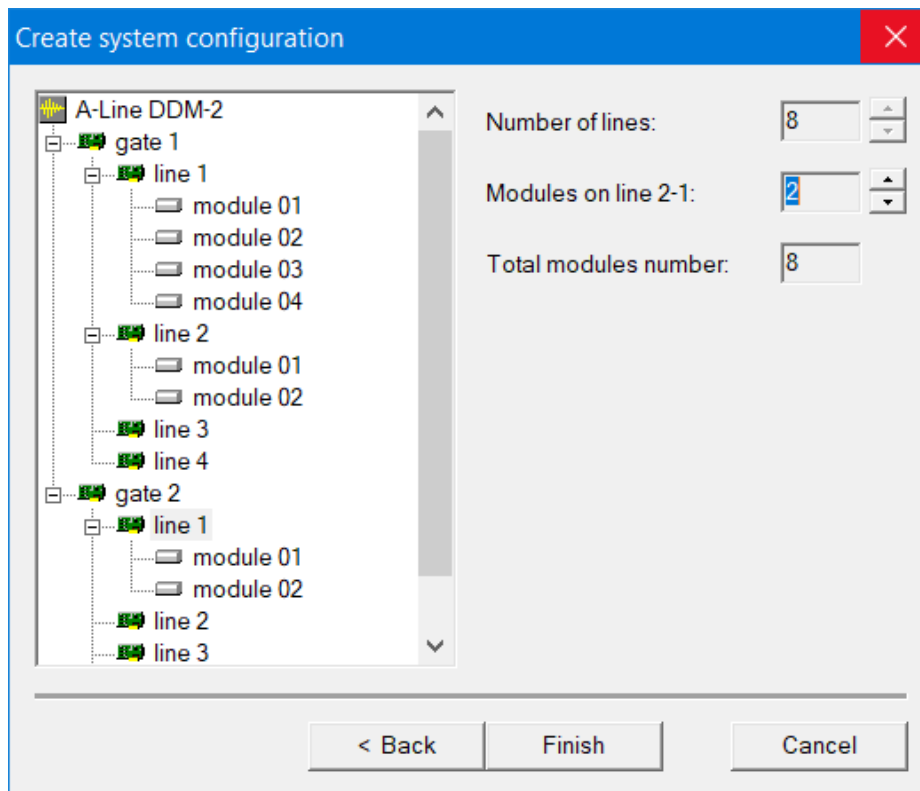 Create system configuration
A-Line DDM-2
gate 1
line 1
module 01
module 02
module 03
module 04
line 2
module 01
module 02
line 3
line 4
gate 2
line 1
module 01
module 02
line 2
line 3
Number of lines: 8
Modules on line 2-1: 2
Total modules number: 8
< Back
Finish
Cancel